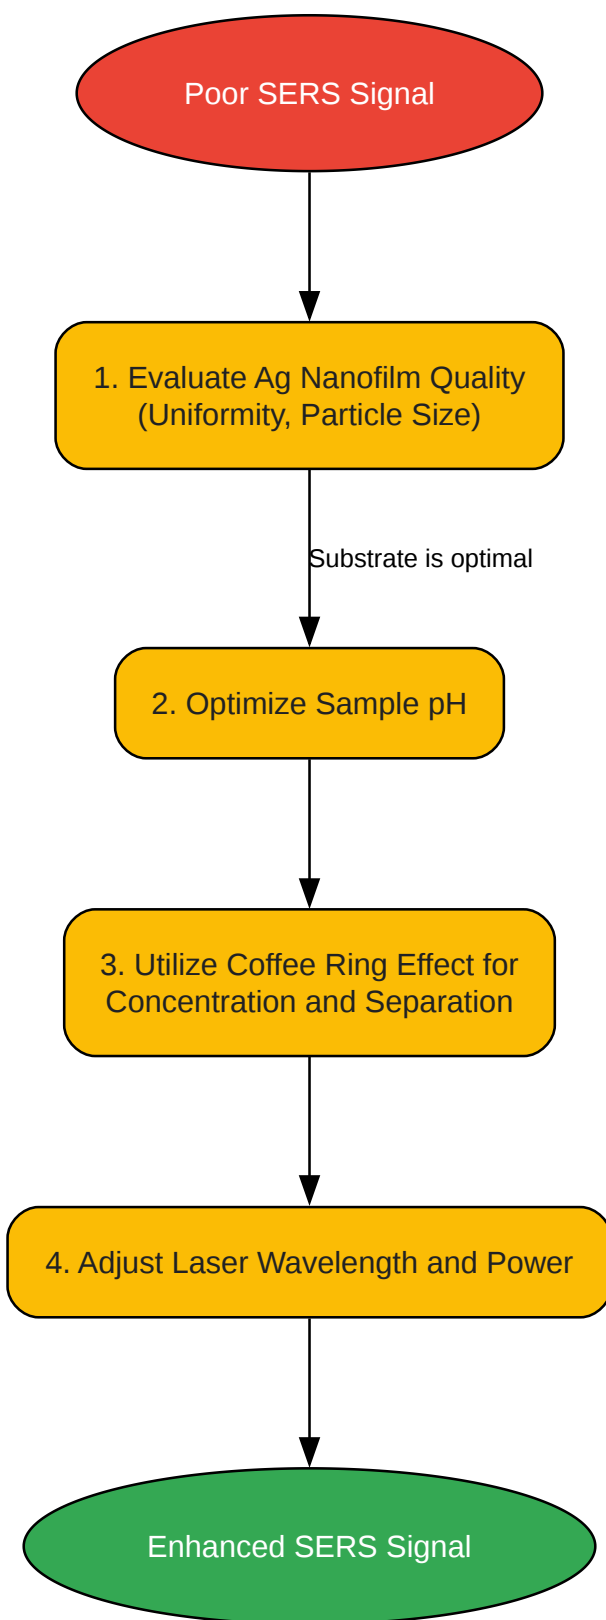 Poor SERS Signal
1. Evaluate Ag Nanofilm Quality
(Uniformity, Particle Size)
Substrate is optimal
2. Optimize Sample pH
3. Utilize Coffee Ring Effect for
Concentration and Separation
4. Adjust Laser Wavelength and Power
Enhanced SERS Signal